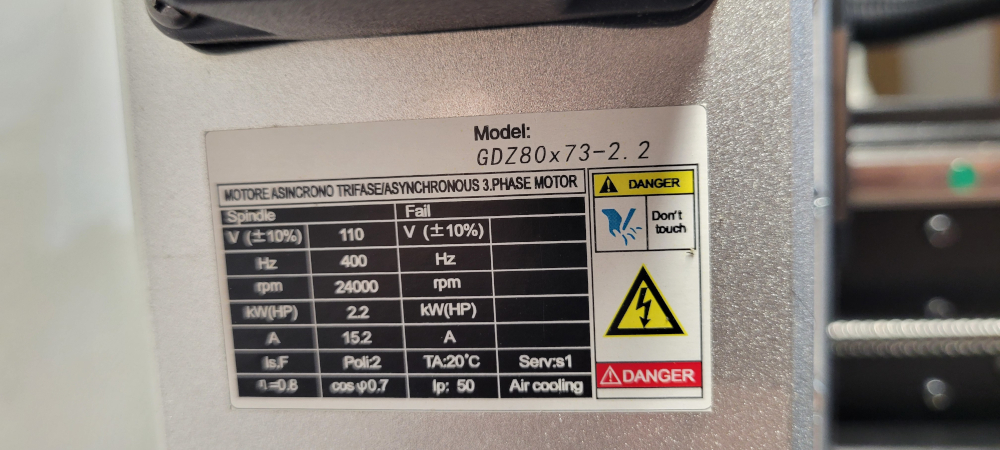 Model:
GDZ80x73-2.2
MOTORE ASINCRONO TRIFASE/ASYNCHRONOUS 3.PHASE MOTOR
Spindle Fail
V (±10%) 110 V (±10%)
Hz 400 Hz
rpm 24000 rpm
kW(HP) 2.2 kW(HP)
A 15.2 A
Is.F Poli:2 TA:20°C Serv:s1
η=0.8 cos φ0.7 Ip: 50 Air cooling
DANGER
Don't
touch
DANGER